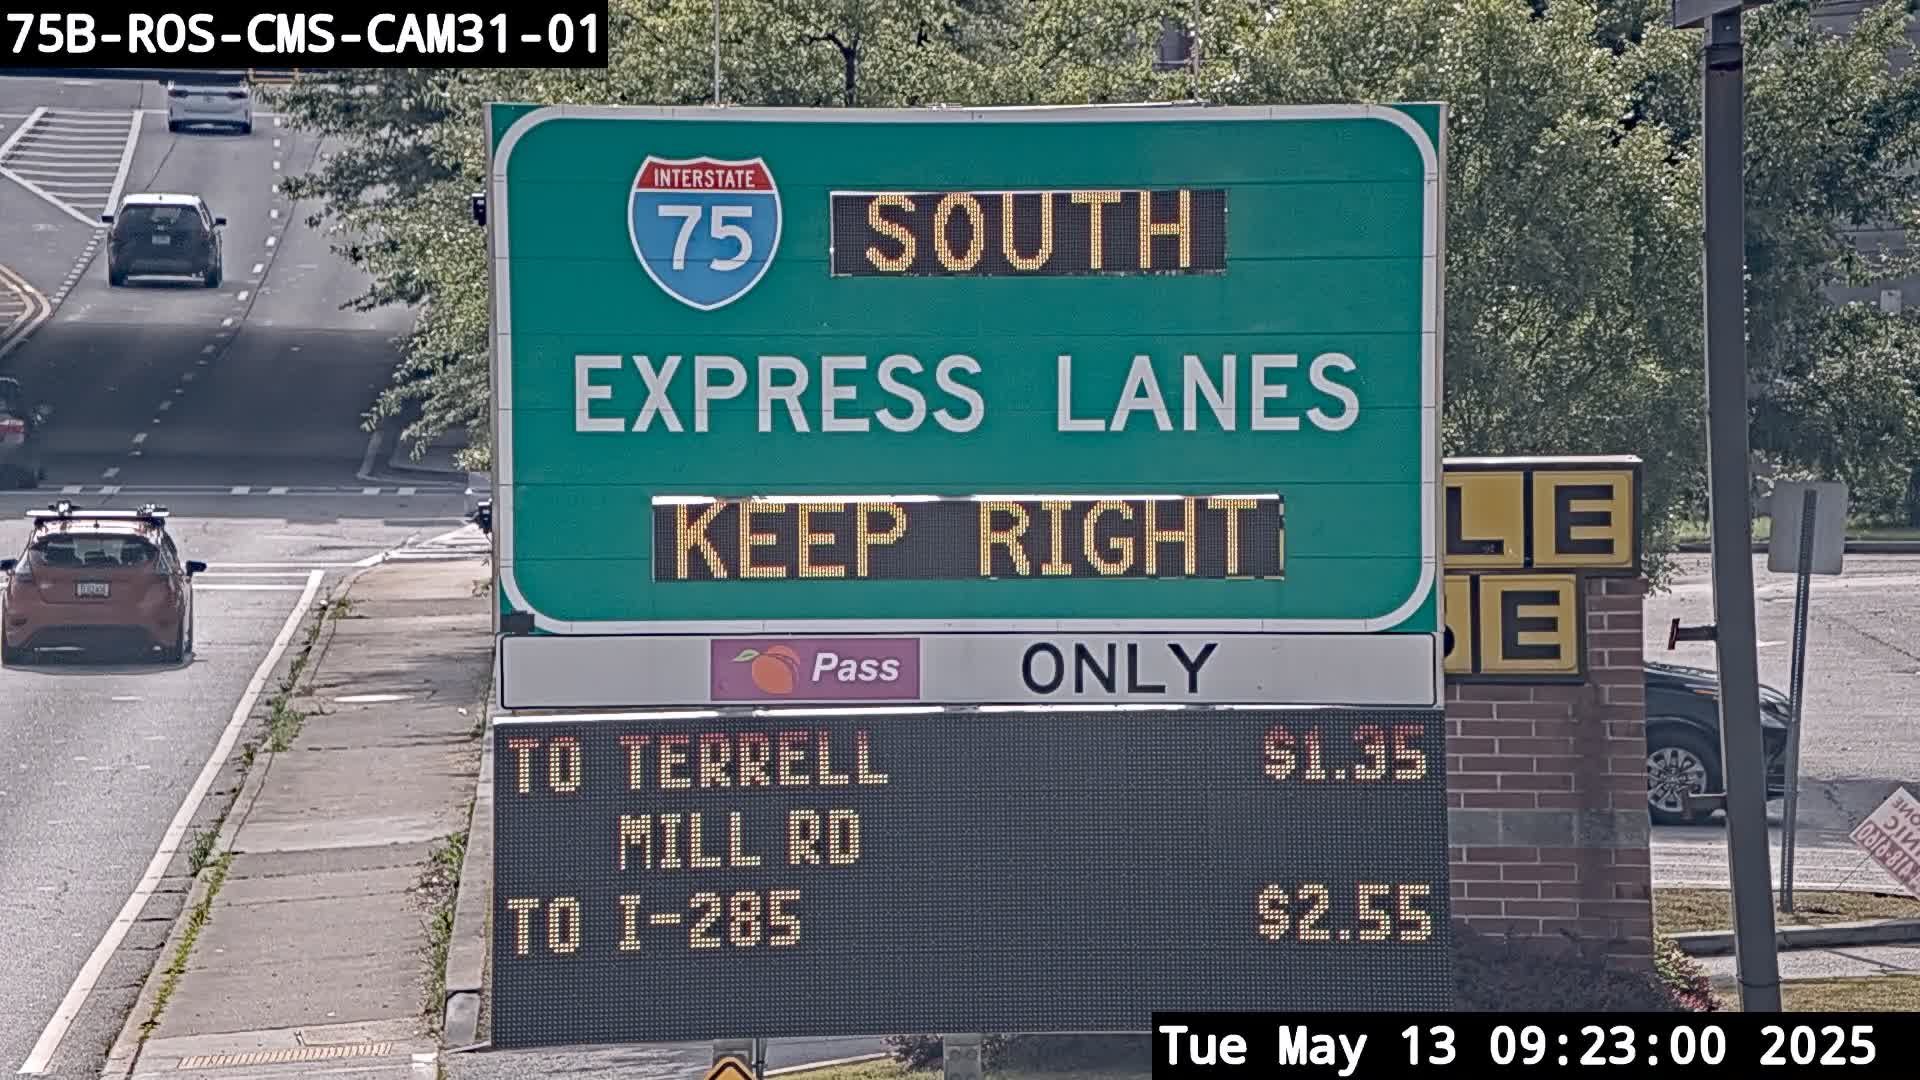 75B-ROS-CMS-CAM31-01
INTERSTATE
75
SOUTH
EXPRESS LANES
KEEP RIGHT
Pass ONLY
TO TERRELL $1.35
MILL RD
TO I-285 $2.55
LE
E
Tue May 13 09:23:00 2025